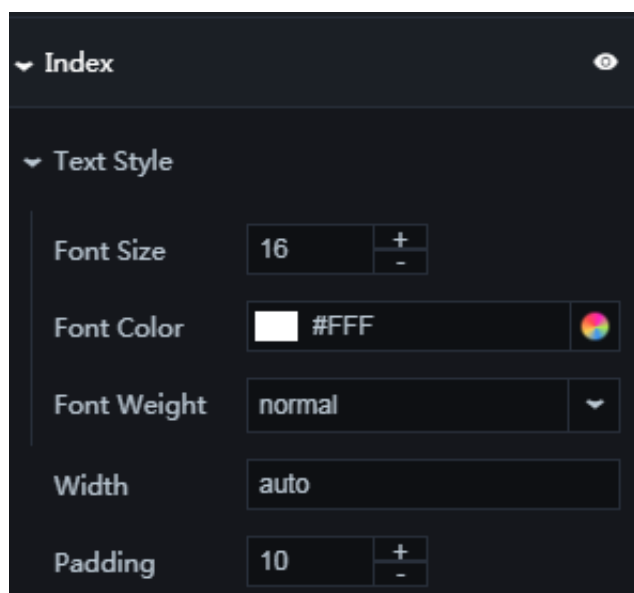 Index
Text Style
Font Size 16 + -
Font Color #FFF
Font Weight normal
Width auto
Padding 10 + -